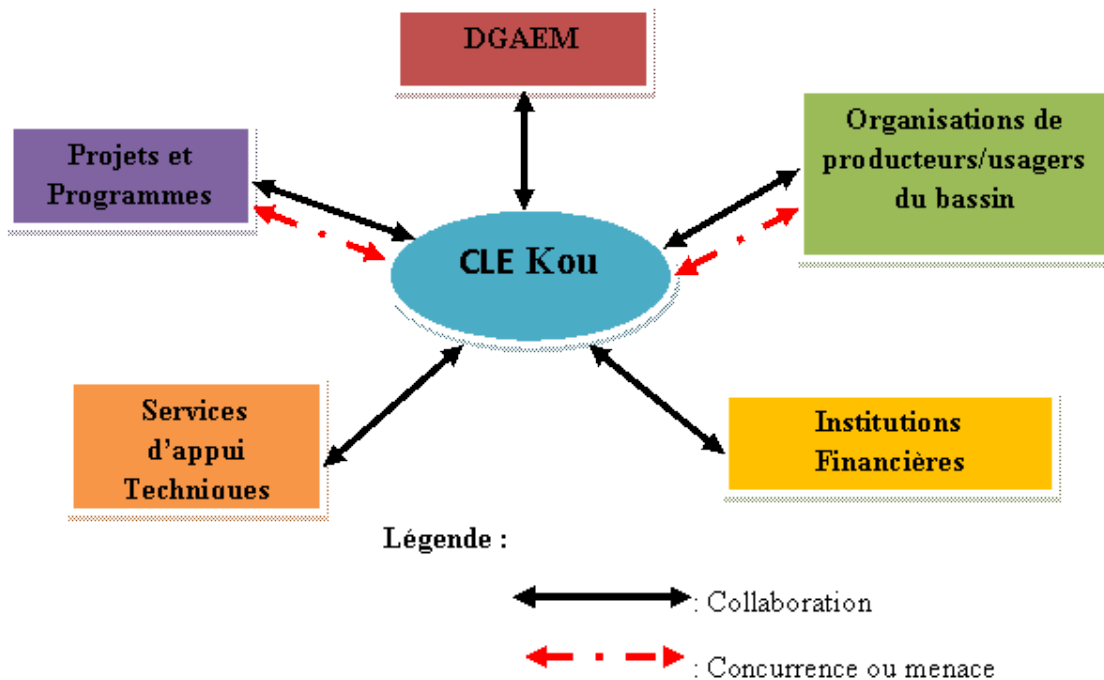 DGAEM
Projets et
Programmes
Organisations de
producteurs/usagers
du bassin
CLE Kou
Services
d'appui
Techniques
Institutions
Financières
Légende :
: Collaboration
: Concurrence ou menace